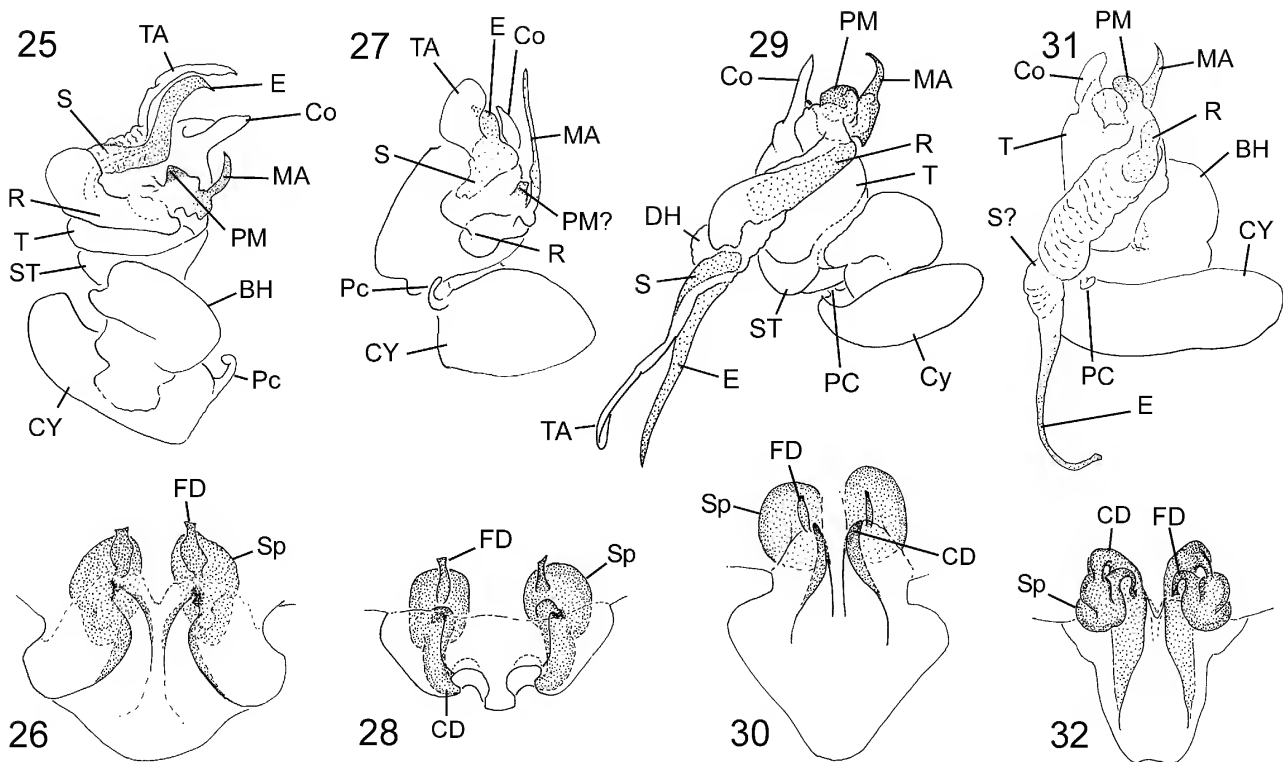 25
TA
E
S
Co
MA
R
T
PM
ST
BH
Pc
CY
27
TA
E
Co
MA
S
PM?
R
Pc
CY
29
PM
Co
MA
R
T
DH
S
ST
PC
Cy
E
TA
31
PM
Co
MA
R
T
BH
S?
CY
PC
E
26
FD
Sp
28
FD
Sp
CD
30
FD
Sp
CD
32
CD
FD
Sp